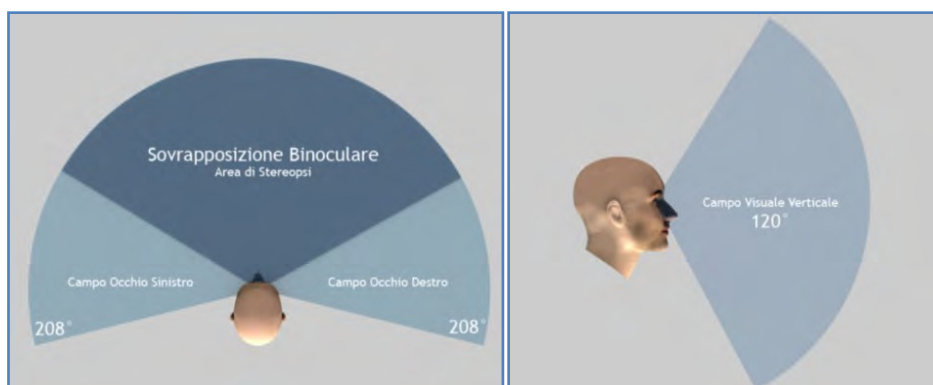 Sovrapposizione Binoculare
Area di Stereopsi
Campo Occhio Sinistro
Campo Occhio Destro
208°
208°
Campo Visuale Verticale
120°